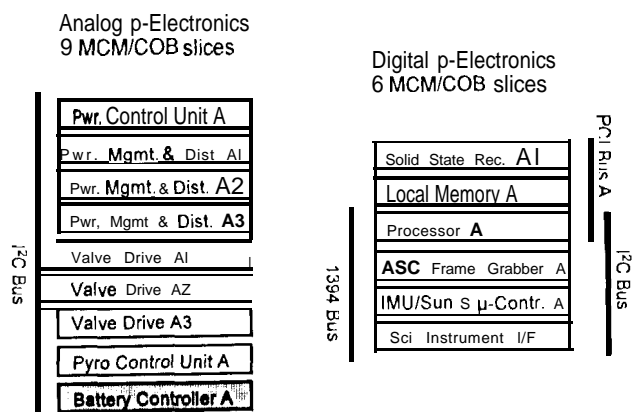 Analog p-Electronics
9 MCM/COB slices
Pwr. Control Unit A
Pwr. Mgmt. & Dist AI
Pwr. Mgmt. & Dist. A2
Pwr, Mgmt & Dist. A3
Valve Drive AI
Valve Drive AZ
Valve Drive A3
Pyro Control Unit A
Battery Controller A
I²C Bus
Digital p-Electronics
6 MCM/COB slices
Solid State Rec. AI
Local Memory A
Processor A
ASC Frame Grabber A
IMU/Sun S μ-Contr. A
Sci Instrument I/F
1394 Bus
PCI Bus A
I²C Bus